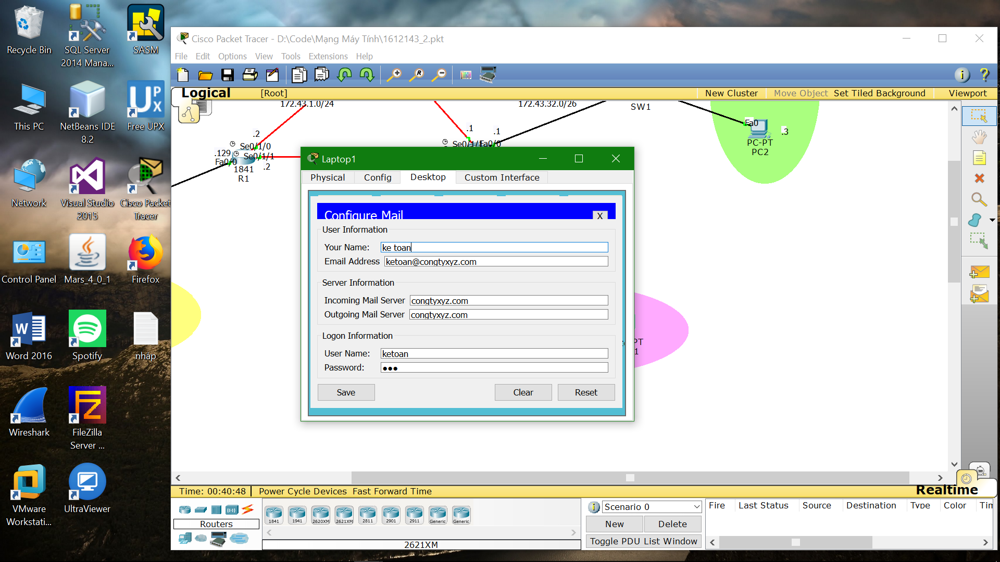 Recycle Bin
SQL Server
2014 Mana...
SASM
This PC
NetBeans IDE
8.2
UPX
Free UPX
Network
Visual Studio
2015
Cisco Packet
Tracer
Control Panel
Mars_4_0_1
Firefox
W
Word 2016
Spotify
nháp
Wireshark
FZ
FileZilla
Server ...
VMware
Workstati...
UltraViewer
Cisco Packet Tracer - D:\Code\Mạng Máy Tính\1612143_2.pkt
File Edit Options View Tools Extensions Help
R
i ?
Logical [Root] New Cluster Move Object Set Tiled Background Viewport
172.43.1.0/24
172.43.32.0/26
SW1
.2
Se0/1/0
.129
Se0/1/1
Fa0/0
1841
.2
R1
.1
.1
Se0/1/1
Fa0/0
Fa0
.3
PC-PT
PC2
PT
1
Laptop1
Physical Config Desktop Custom Interface
Configure Mail X
User Information
Your Name: ke toan
Email Address ketoan@congtyxyz.com
Server Information
Incoming Mail Server congtyxyz.com
Outgoing Mail Server congtyxyz.com
Logon Information
User Name: ketoan
Password: ●●●
Save Clear Reset
Time: 00:40:48 Power Cycle Devices Fast Forward Time
Realtime
Routers
1841 1941 2620XM 2621XM 2811 2901 2911 Generic Generic
2621XM
i Scenario 0
New Delete
Toggle PDU List Window
Fire Last Status Source Destination Type Color Tim